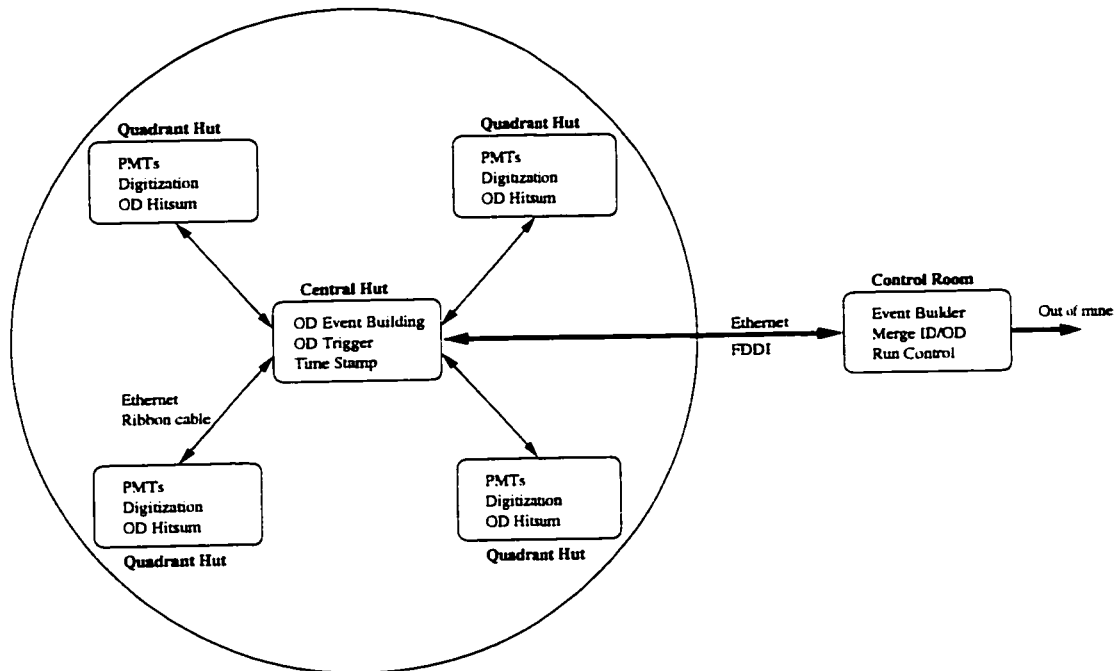 Quadrant Hut
PMTs
Digitization
OD Hitsum
Quadrant Hut
PMTs
Digitization
OD Hitsum
Central Hut
OD Event Building
OD Trigger
Time Stamp
Ethernet
FDDI
Control Room
Event Builder
Merge ID/OD
Run Control
Out of mine
Ethernet
Ribbon cable
PMTs
Digitization
OD Hitsum
Quadrant Hut
PMTs
Digitization
OD Hitsum
Quadrant Hut